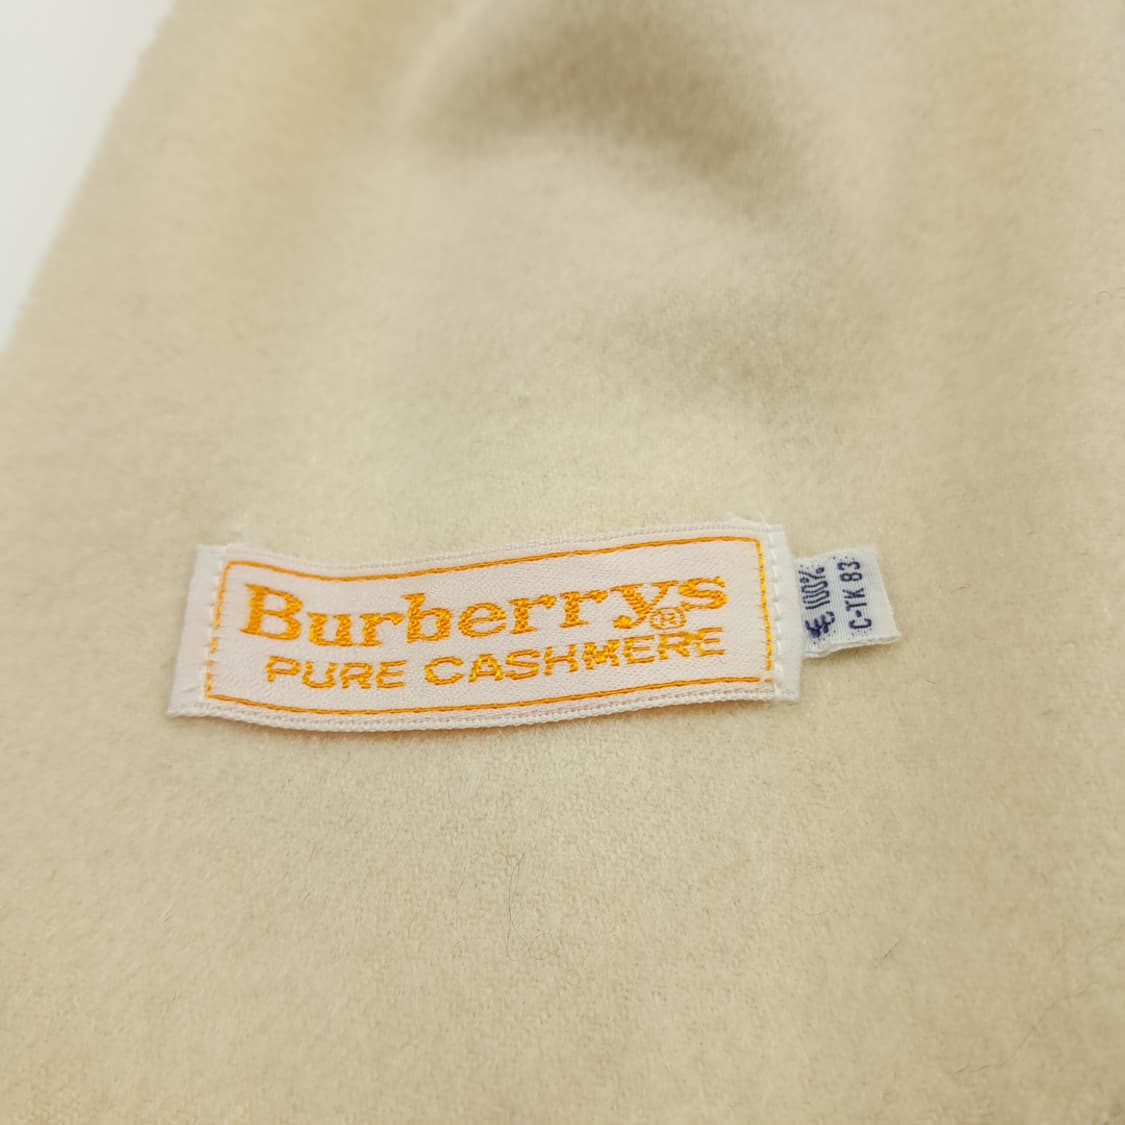 Burberrys®
PURE CASHMERE
毛 100%
C-TK 83